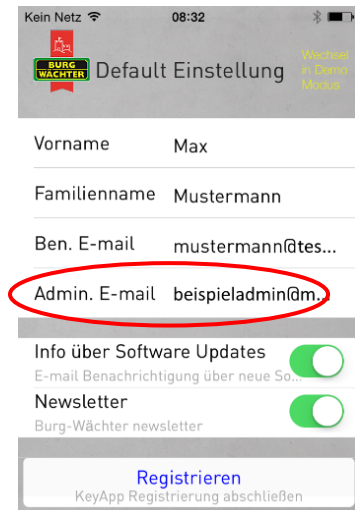 Kein Netz 08:32
BURG
WÄCHTER
Default Einstellung
Wechsel
in Demo
Modus
Vorname Max
Familienname Mustermann
Ben. E-mail mustermann@tes...
Admin. E-mail beispieladmin@m...
Info über Software Updates
E-mail Benachrichtigung über neue So...
Newsletter
Burg-Wächter newsletter
Registrieren
KeyApp Registrierung abschließen